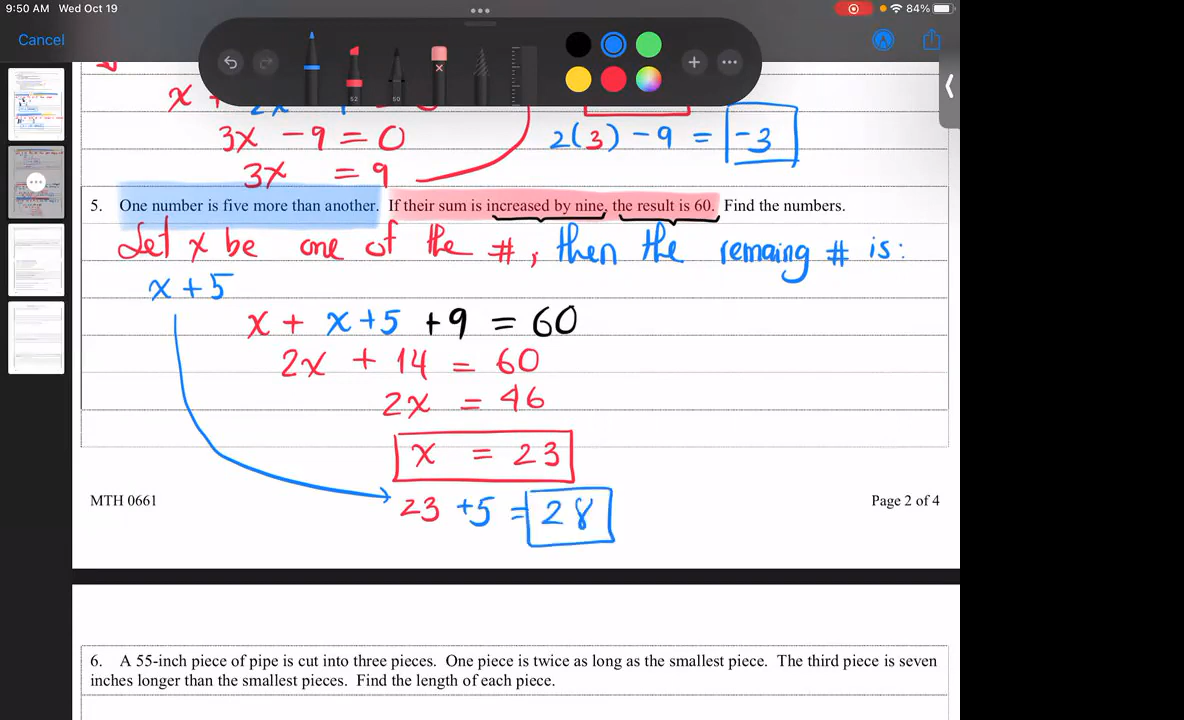 9:50 AM Wed Oct 19
84%
Cancel
52
80
x +
3x - 9 = 0
2(3) - 9 = -3
3x = 9
5. One number is five more than another. If their sum is increased by nine, the result is 60. Find the numbers.
Let x be one of the #, then the remaing # is:
x + 5
x + x + 5 + 9 = 60
2x + 14 = 60
2x = 46
x = 23
23 + 5 = 28
MTH 0661
Page 2 of 4
6. A 55-inch piece of pipe is cut into three pieces. One piece is twice as long as the smallest piece. The third piece is seven
inches longer than the smallest pieces. Find the length of each piece.